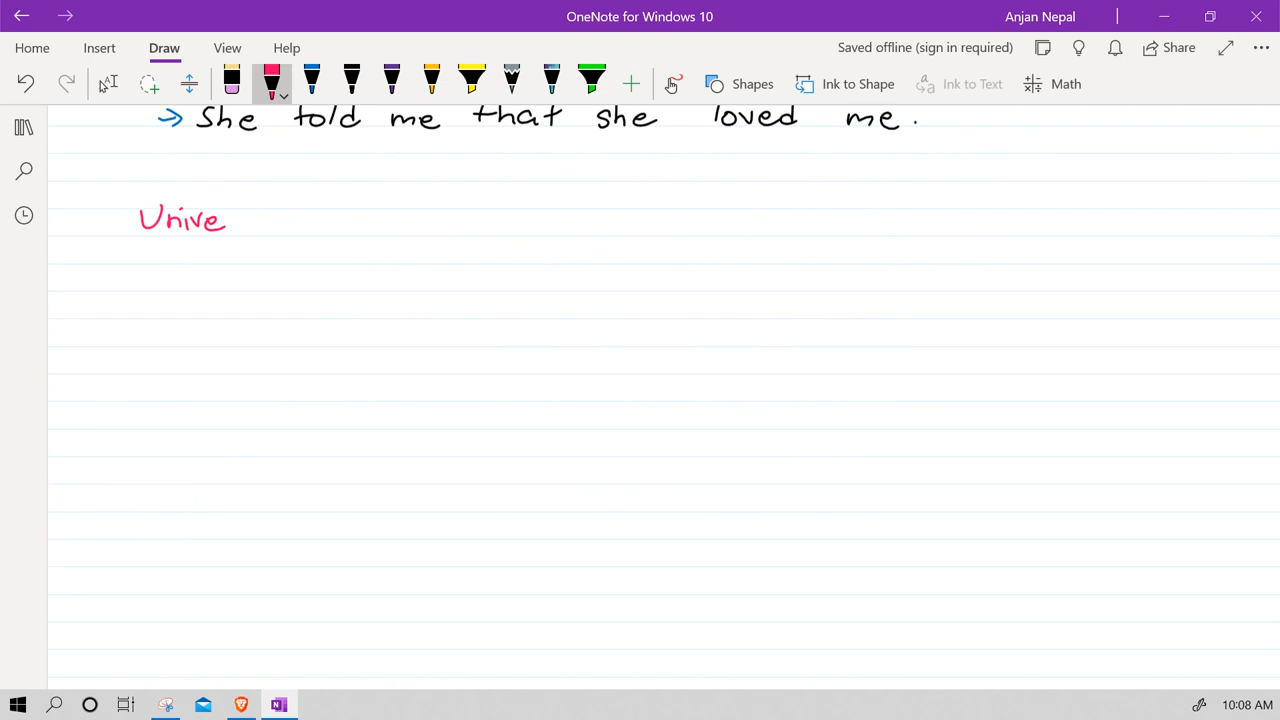 OneNote for Windows 10
Anjan Nepal
Home Insert Draw View Help
Saved offline (sign in required)
Share
Shapes
Ink to Shape
Ink to Text
Math
→ She told me that she loved me.
Unive
10:08 AM